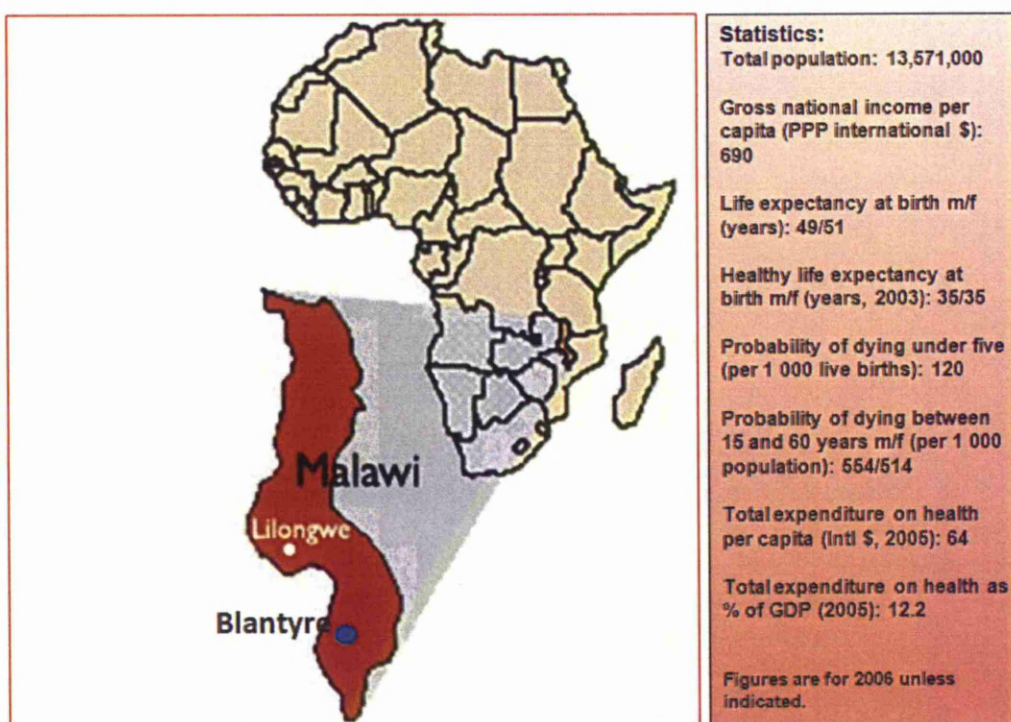 Malawi
Lilongwe
Blantyre
Statistics:
Total population: 13,571,000
Gross national income per
capita (PPP international $):
690
Life expectancy at birth m/f
(years): 49/51
Healthy life expectancy at
birth m/f (years, 2003): 35/35
Probability of dying under five
(per 1 000 live births): 120
Probability of dying between
15 and 60 years m/f (per 1 000
population): 554/514
Total expenditure on health
per capita (Intl $, 2005): 64
Total expenditure on health as
% of GDP (2005): 12.2
Figures are for 2006 unless
indicated.